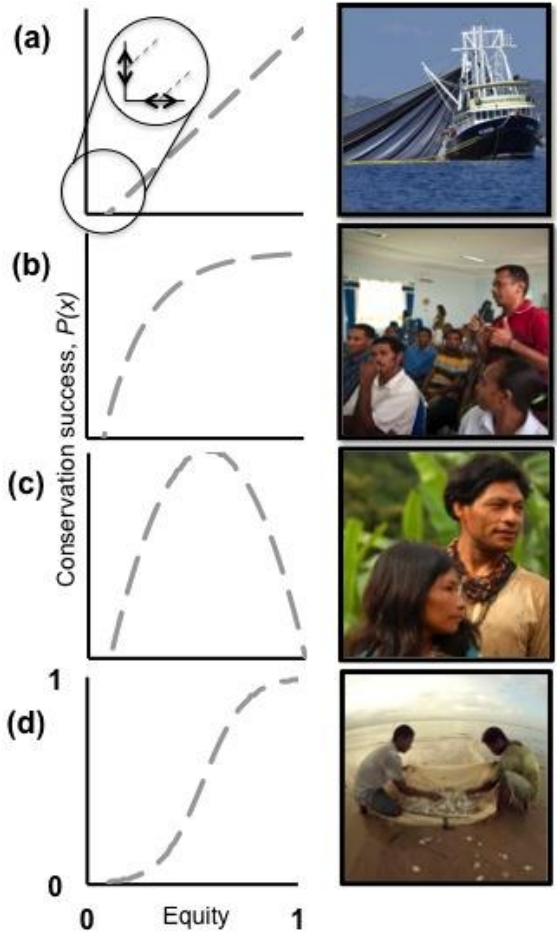 (a)
(b)
(c)
(d)
Conservation success, P(x)
1
0
0
Equity
1